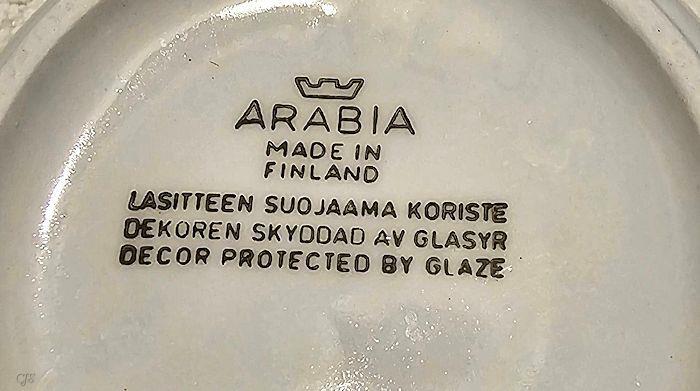 ARABIA
MADE IN
FINLAND
LASITTEEN SUOJAAMA KORISTE
DEKOREN SKYDDAD AV GLASYR
DECOR PROTECTED BY GLAZE